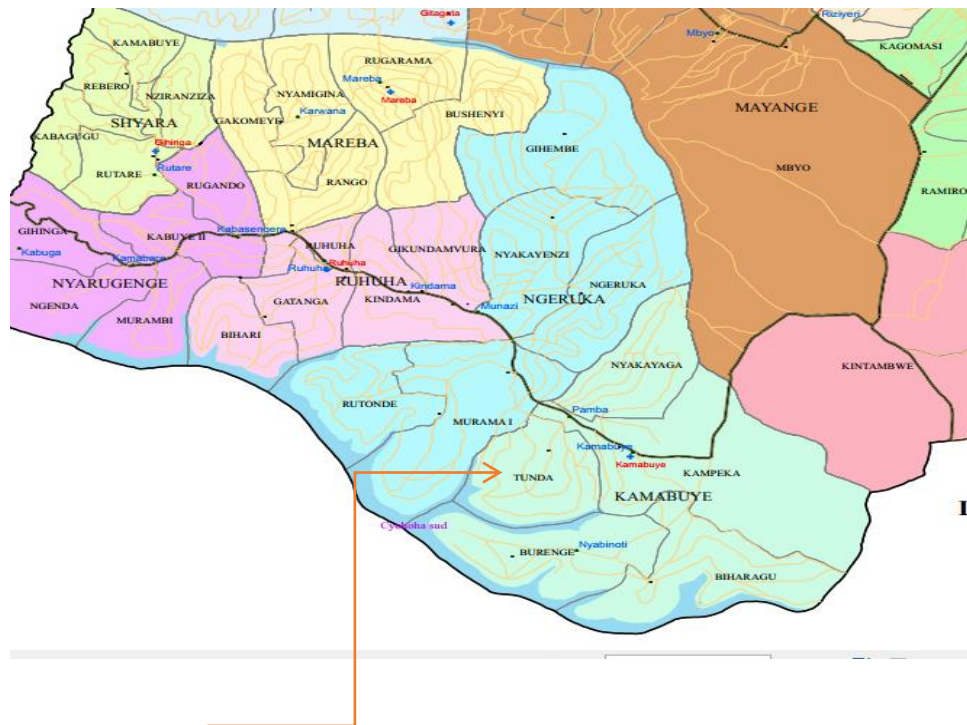 Gitagata
Riziyeri
Mbyo
KAMABUYE
KAGOMASI
RUGARAMA
REBERO
Mareba
NZIRANZIZA
NYAMIGINA
Mareba
MAYANGE
Karwana
BUSHENYI
SHYARA
GAKOMEYE
KABAGUGU
Gihinga
MAREBA
GIHEMBE
Rutare
MBYO
RUTARE
RUGANDO
RANGO
RAMIRO
GIHINGA
Kabasengera
KABUYE II
RUHUHA
GIKUNDAMVURA
Kabuga
Kamabare
NYAKAYENZI
Ruhuha
Ruhuha
NYARUGENGE
RUHUHA
Kindama
NGERUKA
GATANGA
KINDAMA
NGERUKA
NGENDA
Munazi
MURAMBI
BIHARI
NYAKAYAGA
KINTAMBWE
RUTONDE
Pamba
MURAMA I
Kamabuye
Kamabuye
TUNDA
KAMPEKA
KAMABUYE
L
Cyohoha sud
BURENGE
Nyabinoti
BIHARAGU